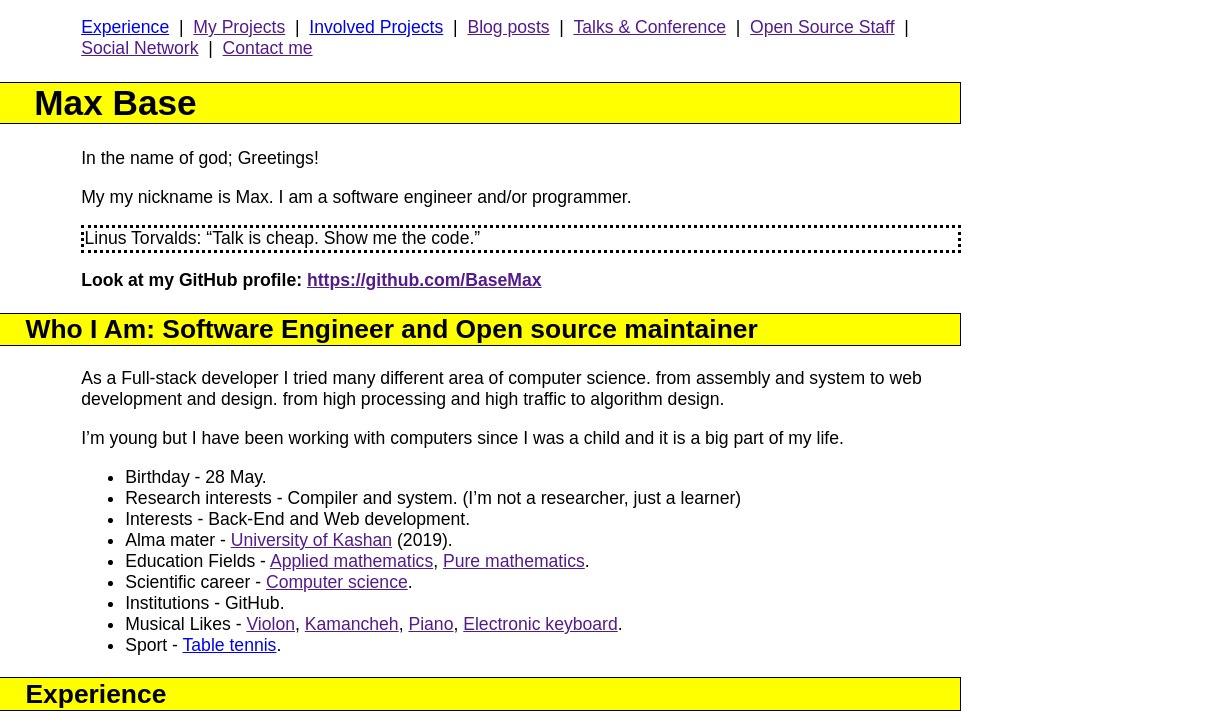 Experience | My Projects | Involved Projects | Blog posts | Talks & Conference | Open Source Staff |
Social Network | Contact me
Max Base
In the name of god; Greetings!
My my nickname is Max. I am a software engineer and/or programmer.
Linus Torvalds: “Talk is cheap. Show me the code.”
Look at my GitHub profile: https://github.com/BaseMax
Who I Am: Software Engineer and Open source maintainer
As a Full-stack developer I tried many different area of computer science. from assembly and system to web
development and design. from high processing and high traffic to algorithm design.
I’m young but I have been working with computers since I was a child and it is a big part of my life.
• Birthday - 28 May.
• Research interests - Compiler and system. (I’m not a researcher, just a learner)
• Interests - Back-End and Web development.
• Alma mater - University of Kashan (2019).
• Education Fields - Applied mathematics, Pure mathematics.
• Scientific career - Computer science.
• Institutions - GitHub.
• Musical Likes - Violon, Kamancheh, Piano, Electronic keyboard.
• Sport - Table tennis.
Experience